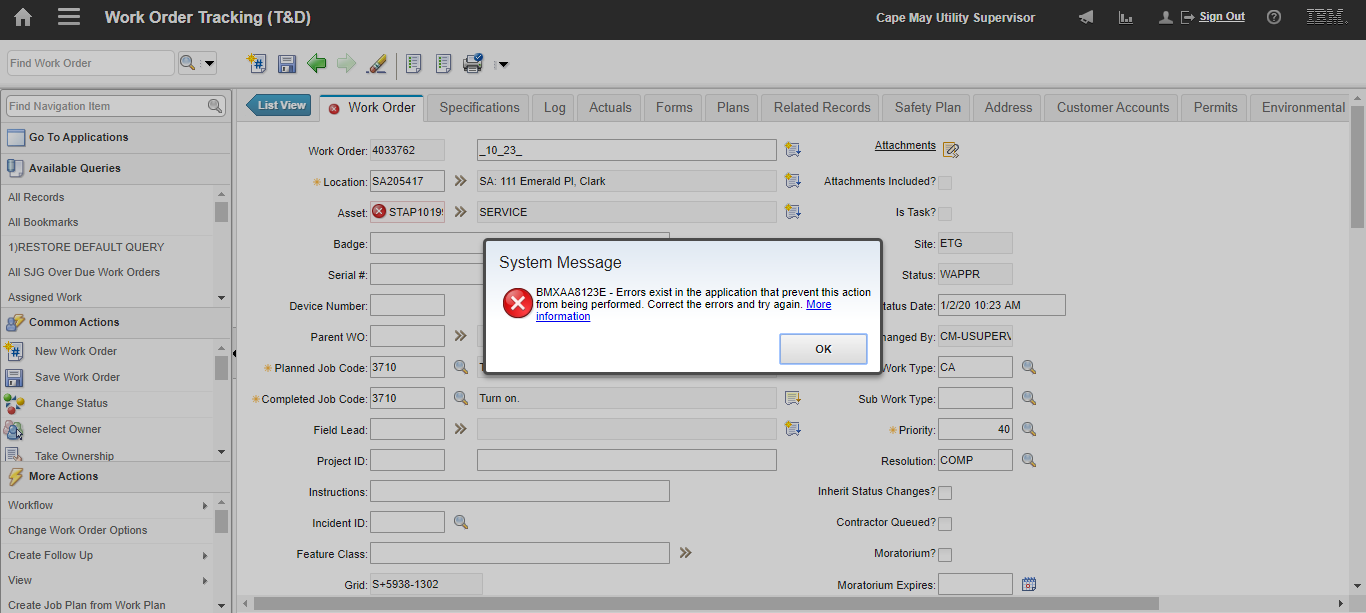 Work Order Tracking (T&D)
Cape May Utility Supervisor
Sign Out
IBM.
Find Work Order
Find Navigation Item
Go To Applications
Available Queries
All Records
All Bookmarks
1)RESTORE DEFAULT QUERY
All SJG Over Due Work Orders
Assigned Work
Common Actions
New Work Order
Save Work Order
Change Status
Select Owner
Take Ownership
More Actions
Workflow
Change Work Order Options
Create Follow Up
View
Create Job Plan from Work Plan
List View
Work Order
Specifications
Log
Actuals
Forms
Plans
Related Records
Safety Plan
Address
Customer Accounts
Permits
Environmental
Work Order: 4033762 _10_23_
Attachments
Location: SA205417 SA: 111 Emerald Pl, Clark
Attachments Included?
Asset: STAP1019 SERVICE
Is Task?
Badge:
Site: ETG
Serial #:
Status: WAPPR
Device Number:
tatus Date: 1/2/20 10:23 AM
Parent WO:
hanged By: CM-USUPERV
Planned Job Code: 3710
Work Type: CA
Completed Job Code: 3710 Turn on.
Sub Work Type:
Field Lead:
Priority: 40
Project ID:
Resolution: COMP
Instructions:
Inherit Status Changes?
Incident ID:
Contractor Queued?
Feature Class:
Moratorium?
Grid: S+5938-1302
Moratorium Expires:
System Message
BMXAA8123E - Errors exist in the application that prevent this action
from being performed. Correct the errors and try again. More
information
OK